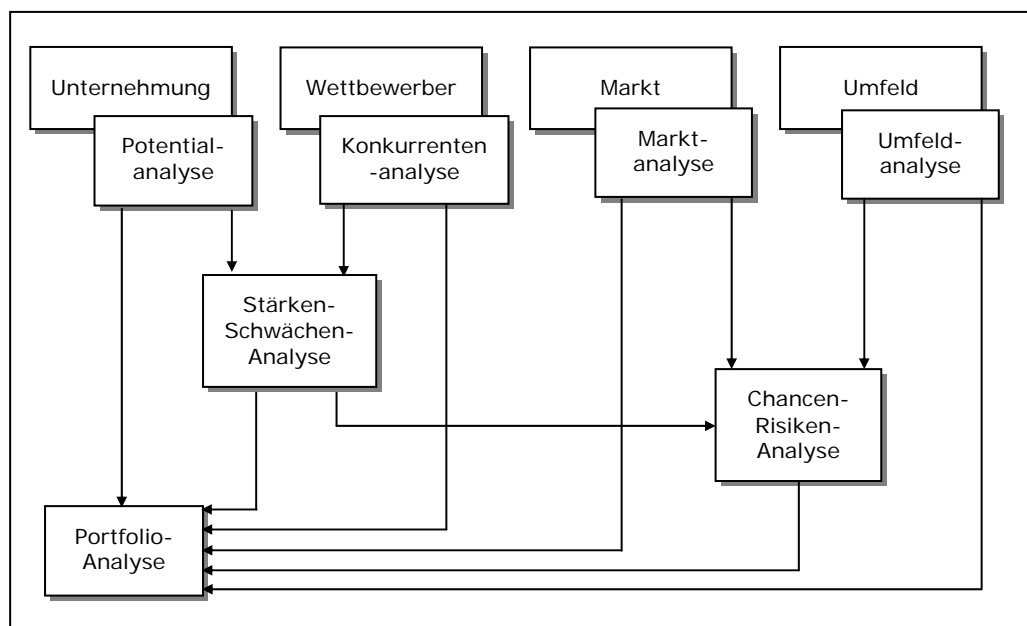 Unternehmung
Wettbewerber
Markt
Umfeld
Potential-
analyse
Konkurrenten
-analyse
Markt-
analyse
Umfeld-
analyse
Stärken-
Schwächen-
Analyse
Chancen-
Risiken-
Analyse
Portfolio-
Analyse